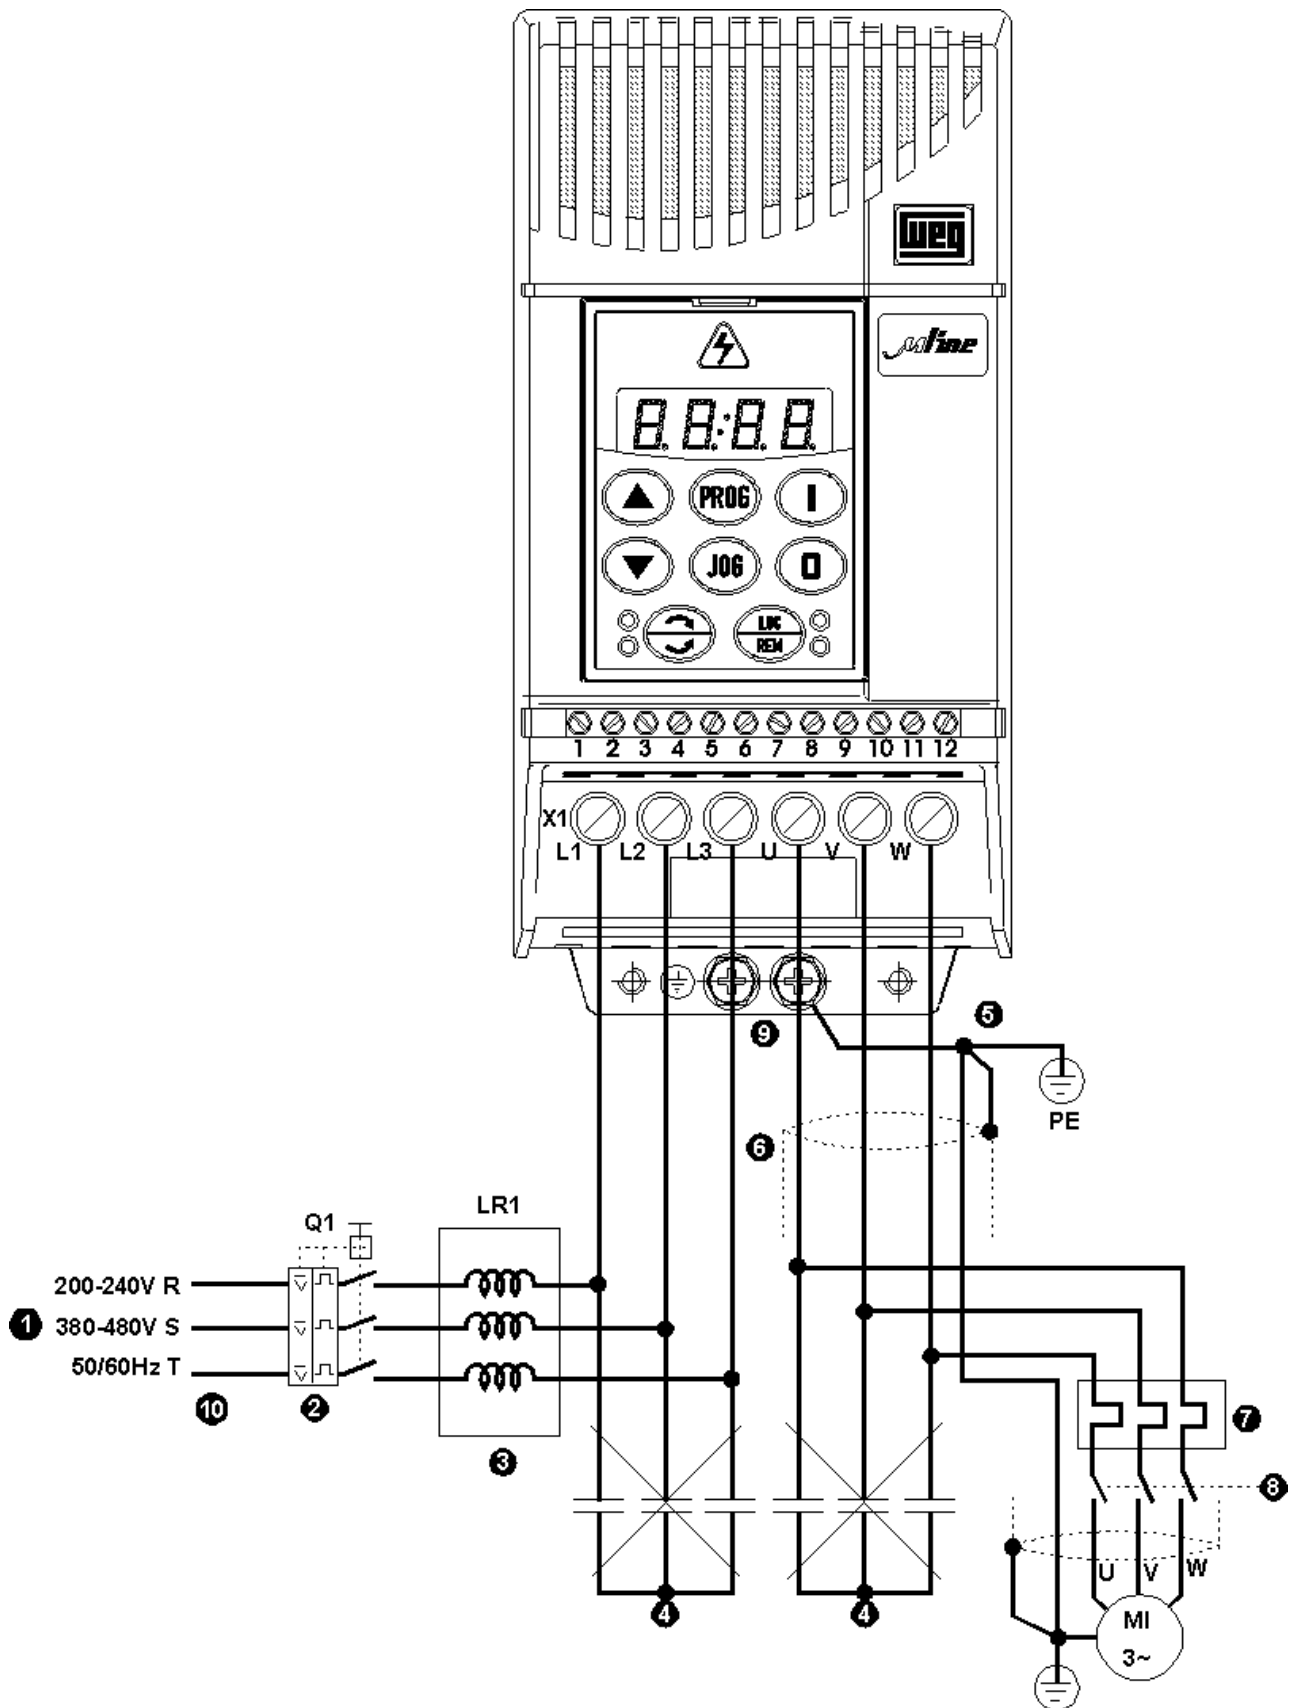 weg
µline
8.8:8.8.
PROG
I
JOG
0
LOC
REM
1 2 3 4 5 6 7 8 9 10 11 12
X1
L1 L2 L3 U V W
5
9
PE
6
LR1
Q1
200-240V R
1 380-480V S
50/60Hz T
10
2
3
7
8
U V W
4
4
MI
3~